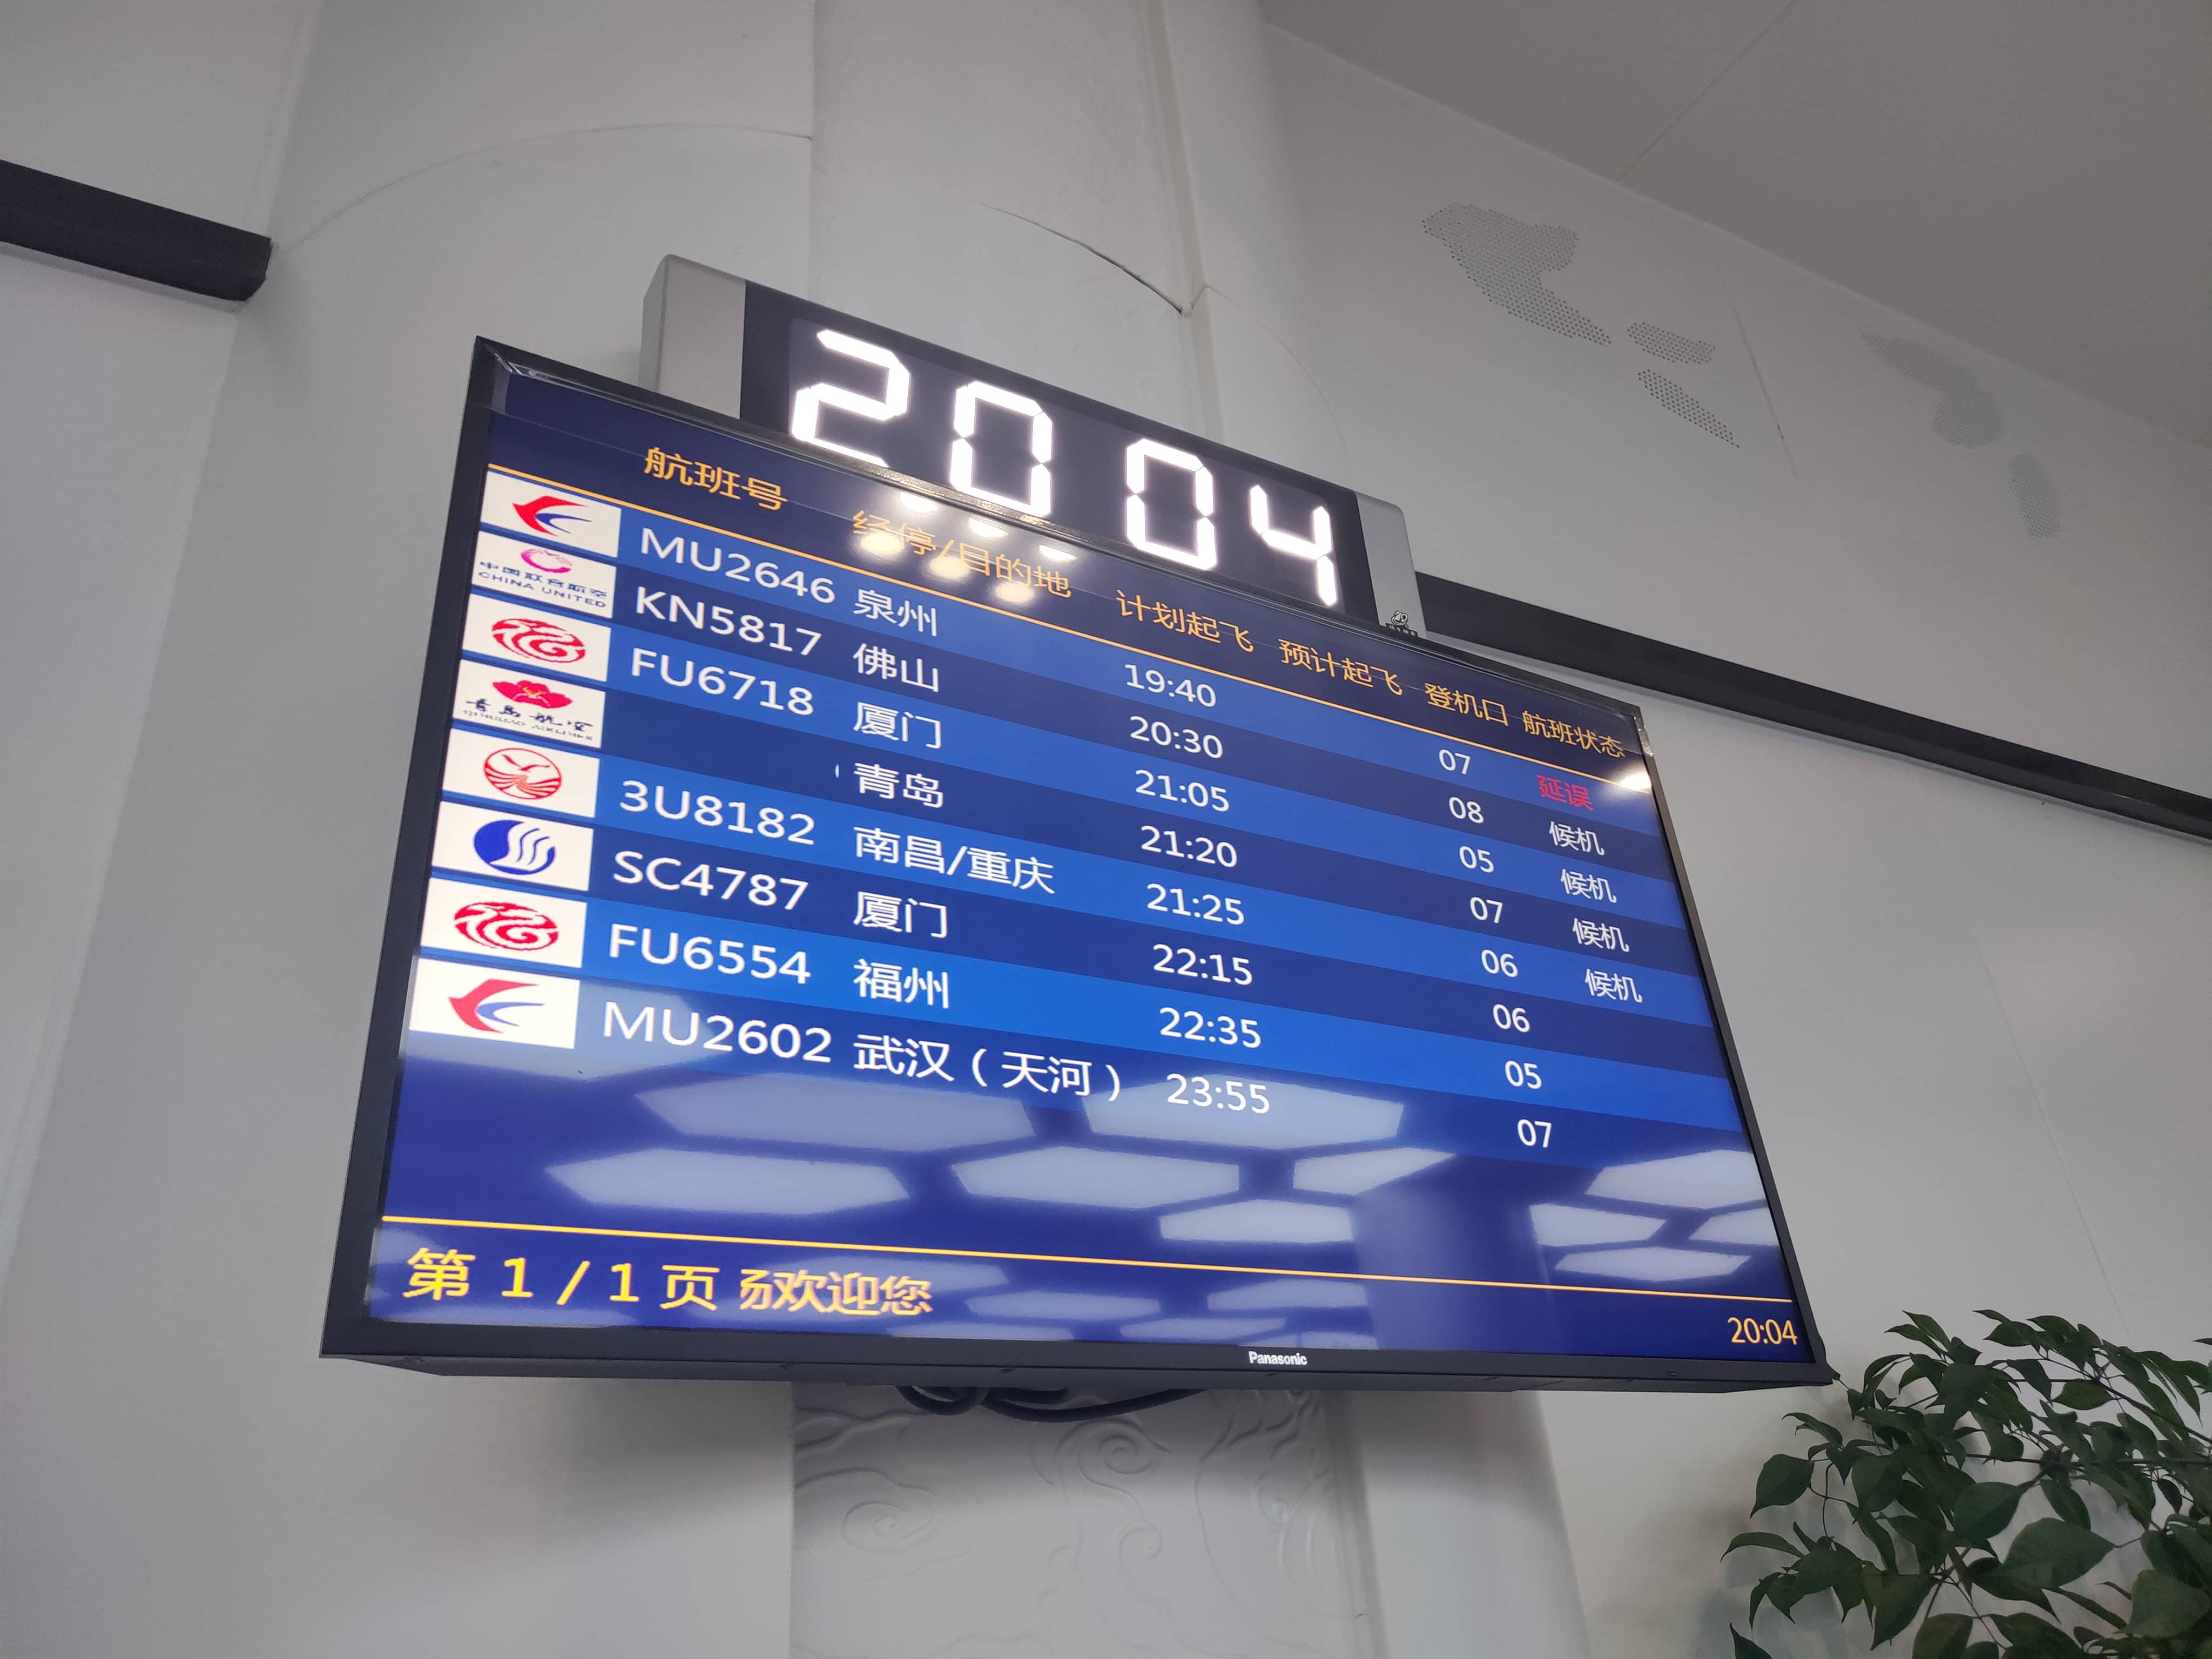 20 04
航班号 经停/目的地 计划起飞 预计起飞 登机口 航班状态
MU2646 泉州 19:40 07 延误
中国联合航空 CHINA UNITED KN5817 佛山 20:30 08 候机
FU6718 厦门 21:05 05 候机
青岛航空 QINGDAO AIRLINES 青岛 21:20 07 候机
3U8182 南昌/重庆 21:25 06 候机
SC4787 厦门 22:15 06
FU6554 福州 22:35 05
MU2602 武汉（天河） 23:55 07
第 1 / 1 页 欢迎您
20:04
Panasonic